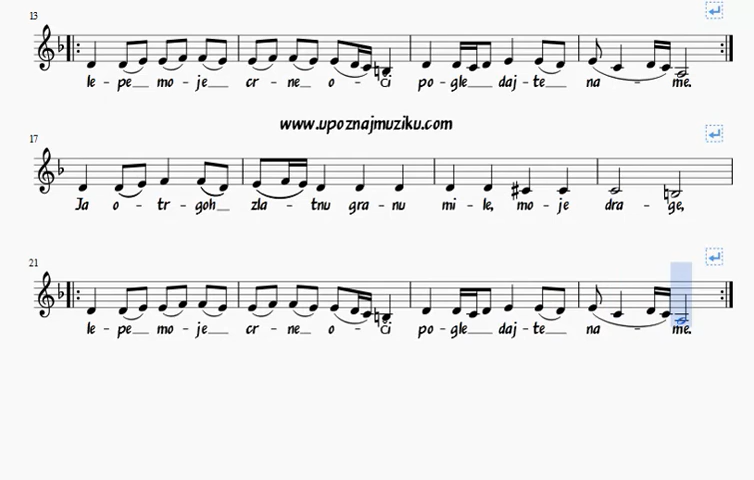 13
le - pe mo - je cr - ne o - či po - gle daj - te na - me.
www.upoznajmuziku.com
17
Ja o - tr - goh zla - tnu gra - nu mi - le, mo - je dra - ge,
21
le - pe mo - je cr - ne o - či po - gle daj - te na - me.